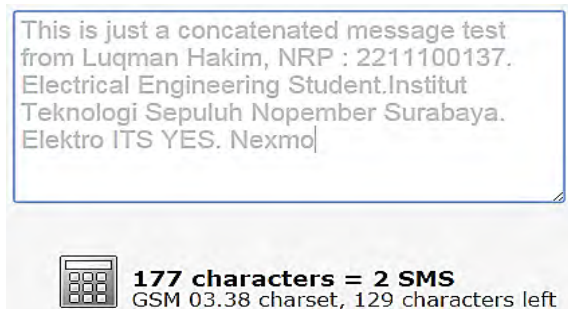 This is just a concatenated message test
from Luqman Hakim, NRP : 2211100137.
Electrical Engineering Student.Institut
Teknologi Sepuluh Nopember Surabaya.
Elektro ITS YES. Nexmo
177 characters = 2 SMS
GSM 03.38 charset, 129 characters left